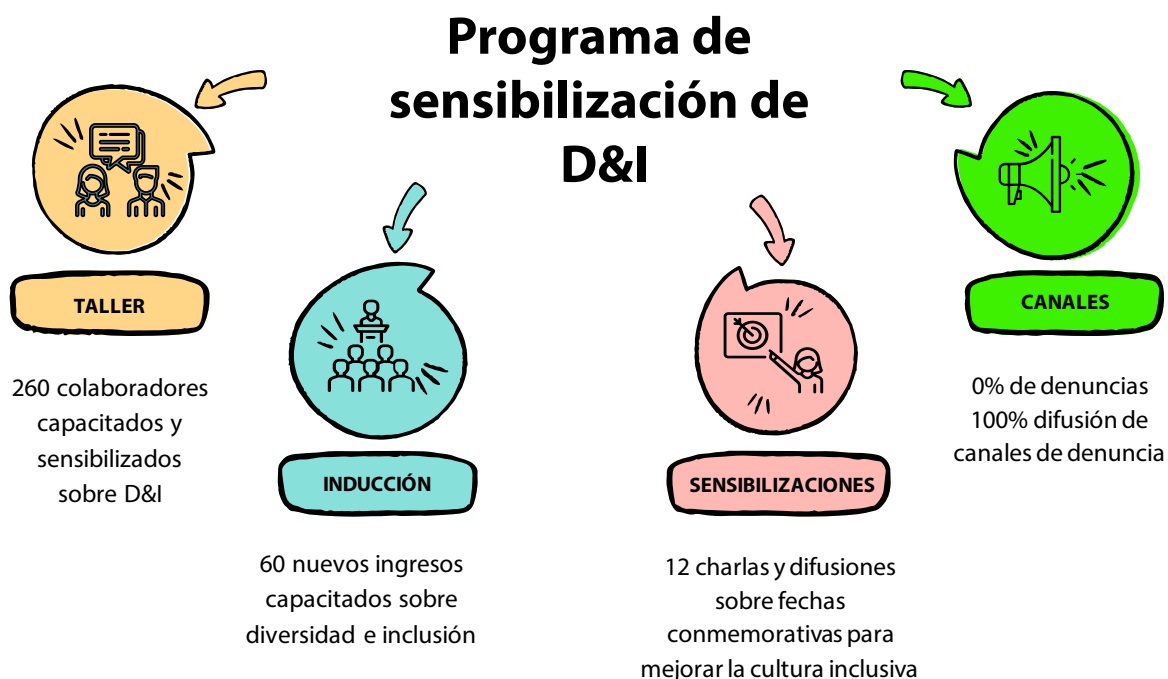 Programa de
sensibilización de
D&I
TALLER
260 colaboradores
capacitados y
sensibilizados
sobre D&I
INDUCCIÓN
60 nuevos ingresos
capacitados sobre
diversidad e inclusión
SENSIBILIZACIONES
12 charlas y difusiones
sobre fechas
conmemorativas para
mejorar la cultura inclusiva
CANALES
0% de denuncias
100% difusión de
canales de denuncia